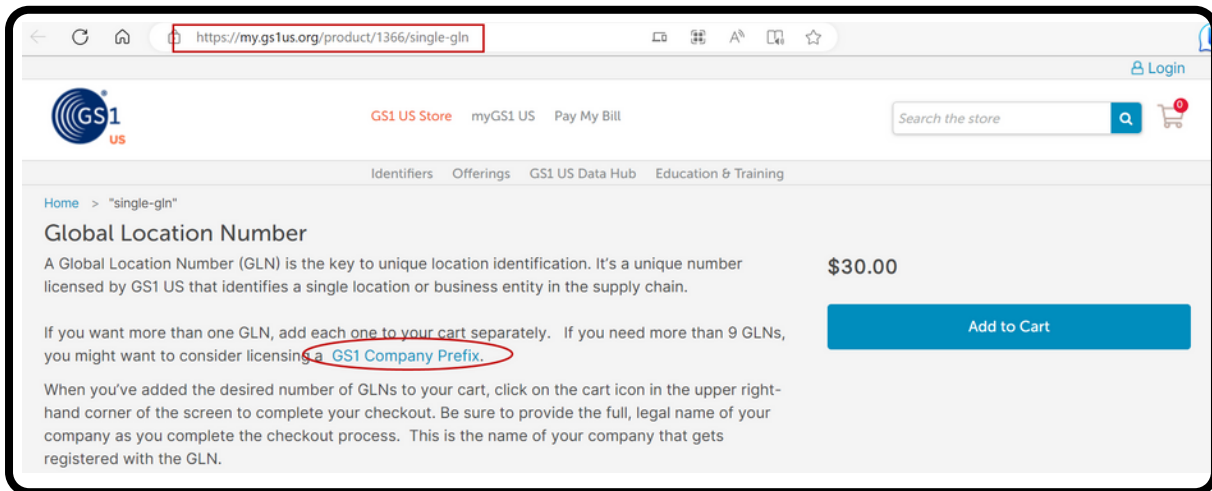 https://my.gs1us.org/product/1366/single-gln
Login
GS1
US
GS1 US Store myGS1 US Pay My Bill
Search the store
0
Identifiers Offerings GS1 US Data Hub Education & Training
Home > "single-gln"
Global Location Number
A Global Location Number (GLN) is the key to unique location identification. It's a unique number
licensed by GS1 US that identifies a single location or business entity in the supply chain.
$30.00
Add to Cart
If you want more than one GLN, add each one to your cart separately. If you need more than 9 GLNs,
you might want to consider licensing a GS1 Company Prefix.
When you've added the desired number of GLNs to your cart, click on the cart icon in the upper right-
hand corner of the screen to complete your checkout. Be sure to provide the full, legal name of your
company as you complete the checkout process. This is the name of your company that gets
registered with the GLN.